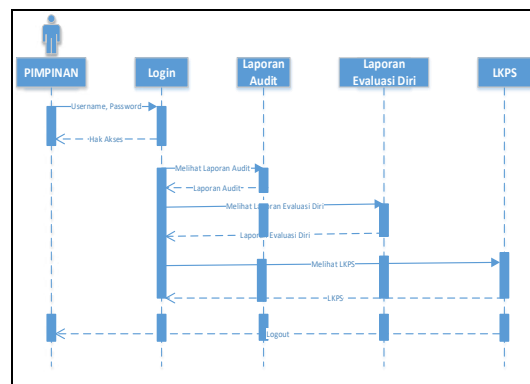 PIMPINAN
Login
Laporan
Audit
Laporan
Evaluasi Diri
LKPS
Username, Password
Hak Akses
Melihat Laporan Audit
Laporan Audit
Melihat Laporan Evaluasi Diri
Laporan Evaluasi Diri
Melihat LKPS
LKPS
Logout